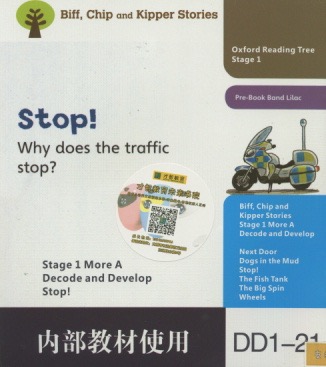 Biff, Chip and Kipper Stories
Oxford Reading Tree
Stage 1
Pre-Book Band Lilac
Stop!
Why does the traffic
stop?
Biff, Chip and
Kipper Stories
Stage 1 More A
Decode and Develop
Next Door
Dogs in the Mud
Stop!
The Fish Tank
The Big Spin
Wheels
Stage 1 More A
Decode and Develop
Stop!
内部教材使用
DD1-21